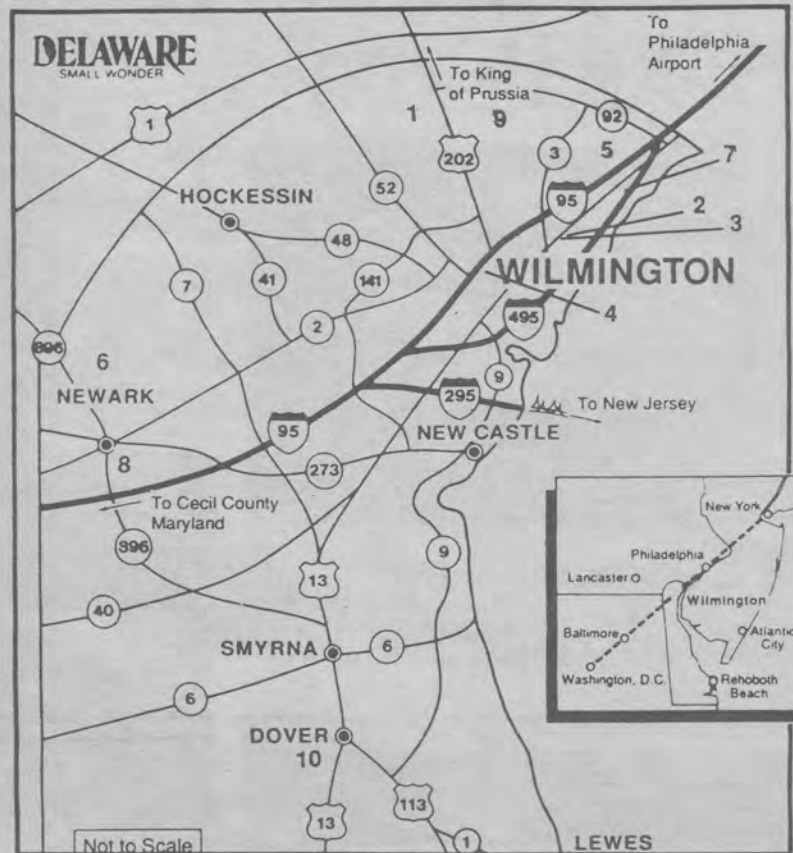 DELAWARE
SMALL WONDER
To
Philadelphia
Airport
To King
of Prussia
1
9
92
1
202
3
5
7
52
95
2
3
HOCKESSIN
48
7
41
141
WILMINGTON
4
2
495
896
6
9
NEWARK
295
To New Jersey
95
NEW CASTLE
8
273
To Cecil County
Maryland
896
9
13
40
SMYRNA
6
6
DOVER
10
113
13
1
Not to Scale
LEWES
New York
Philadelphia
Lancaster
Wilmington
Baltimore
Atlantic
City
Washington, D.C.
Rehoboth
Beach